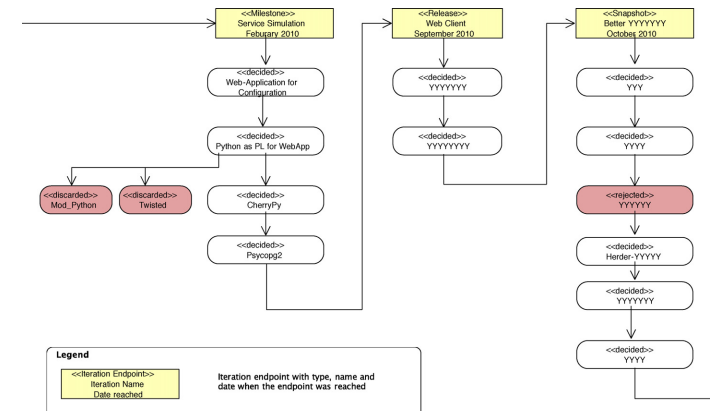 <<Milestone>>
Service Simulation
Feburary 2010
<<decided>>
Web-Application for
Configuration
<<decided>>
Python as PL for WebApp
<<discarded>>
Mod_Python
<<discarded>>
Twisted
<<decided>>
CherryPy
<<decided>>
Psycopg2
<<Release>>
Web Client
September 2010
<<decided>>
YYYYYYY
<<decided>>
YYYYYYYY
<<Snapshot>>
Better YYYYYYY
October 2010
<<decided>>
YYY
<<decided>>
YYYY
<<rejected>>
YYYYYY
<<decided>>
Herder-YYYYY
<<decided>>
YYYYYYY
<<decided>>
YYYY
Legend
<<Iteration Endpoint>>
Iteration Name
Date reached
Iteration endpoint with type, name and
date when the endpoint was reached